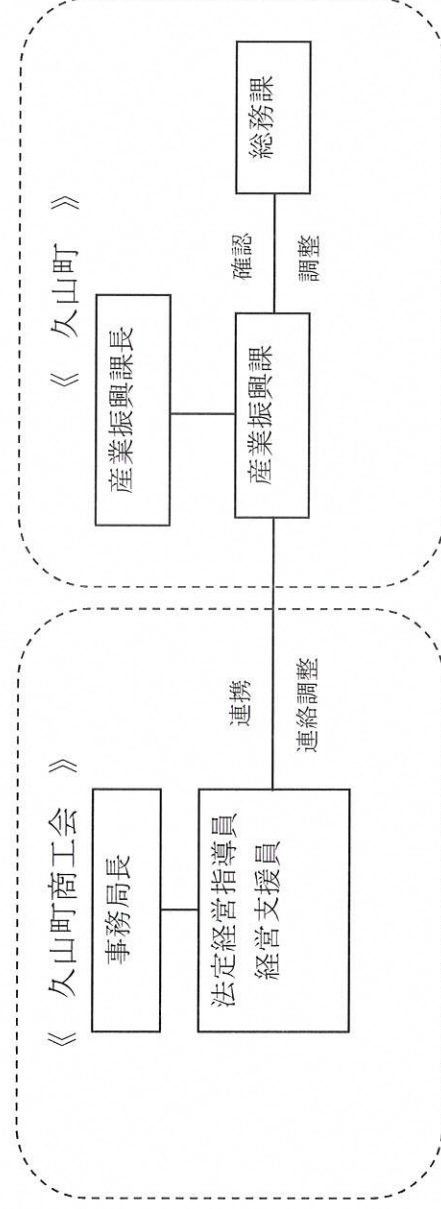 《 久山町商工会 》
事務局長
法定経営指導員
経営支援員
連携
連絡調整
《 久山町 》
産業振興課長
産業振興課
確認
調整
総務課